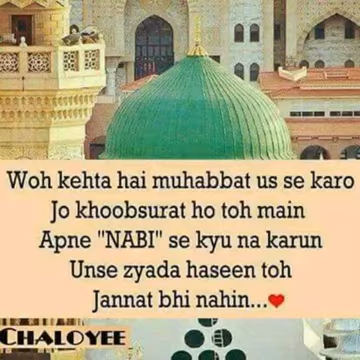 Woh kehta hai muhabbat us se karo
Jo khoobsurat ho toh main
Apne "NABI" se kyu na karun
Unse zyada haseen toh
Jannat bhi nahin...❤
CHALOYEE